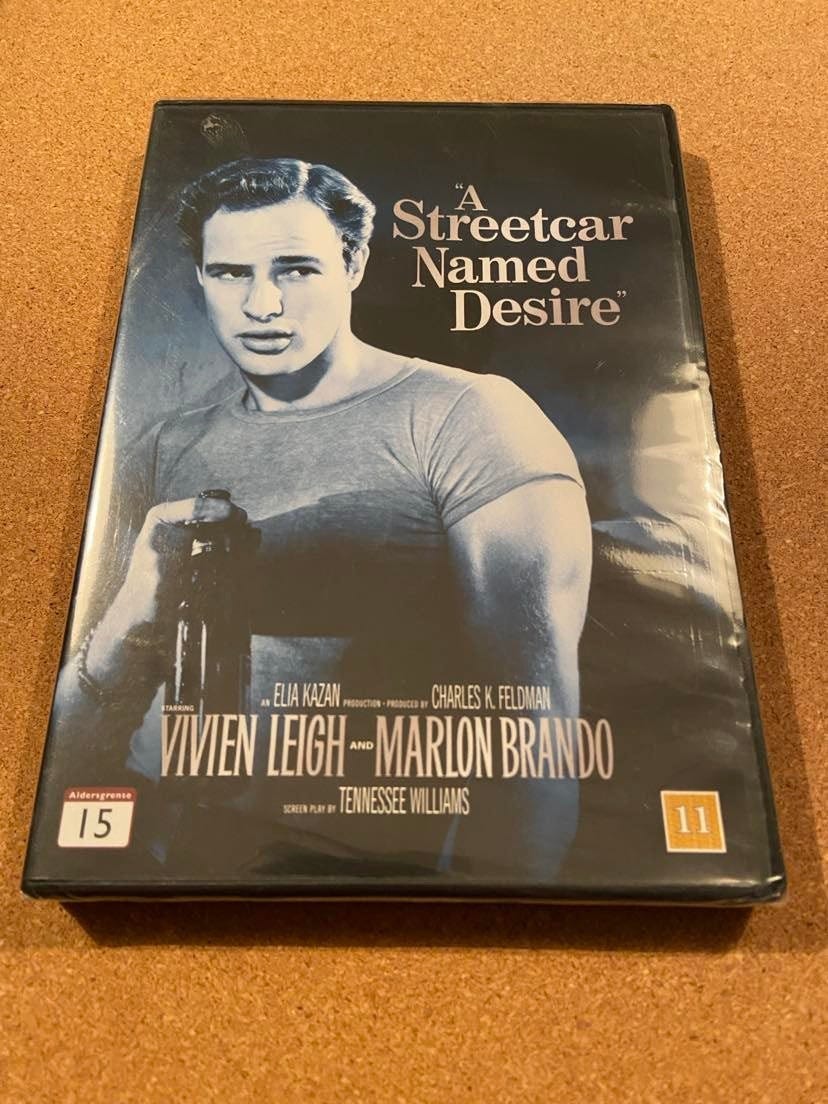 "A
Streetcar
Named
Desire"
AN ELIA KAZAN PRODUCTION · PRODUCED BY CHARLES K. FELDMAN
STARRING
VIVIEN LEIGH AND MARLON BRANDO
SCREEN PLAY BY TENNESSEE WILLIAMS
Aldersgrense
15
11